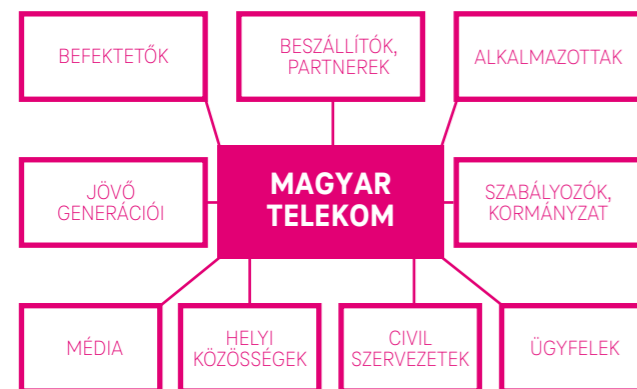 BEFEKTETŐK
BESZÁLLÍTÓK,
PARTNEREK
ALKALMAZOTTAK
JÖVŐ
GENERÁCIÓI
MAGYAR
TELEKOM
SZABÁLYOZÓK,
KORMÁNYZAT
MÉDIA
HELYI
KÖZÖSSÉGEK
CIVIL
SZERVEZETEK
ÜGYFELEK